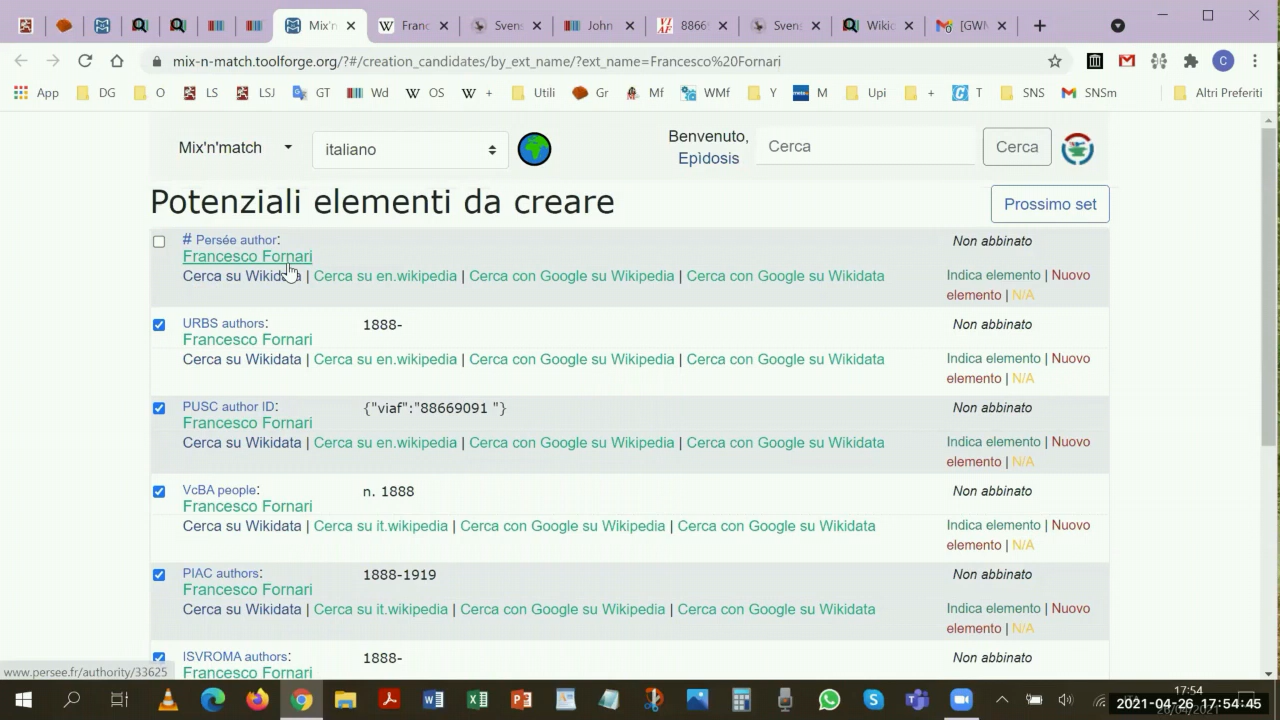 Mix'n
Franc
Svens
John
8866
Svens
Wikid
[GW]
mix-n-match.toolforge.org/?#/creation_candidates/by_ext_name/?ext_name=Francesco%20Fornari
App DG O LS LSJ GT Wd OS + Utili Gr Mf WMf Y M Upi + T SNS SNSm Altri Preferiti
Mix'n'match italiano Benvenuto, Epìdosis Cerca Cerca
Potenziali elementi da creare Prossimo set
# Persée author: Non abbinato
Francesco Fornari
Cerca su Wikidata | Cerca su en.wikipedia | Cerca con Google su Wikipedia | Cerca con Google su Wikidata Indica elemento | Nuovo
elemento | N/A
URBS authors: 1888- Non abbinato
Francesco Fornari
Cerca su Wikidata | Cerca su en.wikipedia | Cerca con Google su Wikipedia | Cerca con Google su Wikidata Indica elemento | Nuovo
elemento | N/A
PUSC author ID: {"viaf":"88669091 "} Non abbinato
Francesco Fornari
Cerca su Wikidata | Cerca su en.wikipedia | Cerca con Google su Wikipedia | Cerca con Google su Wikidata Indica elemento | Nuovo
elemento | N/A
VcBA people: n. 1888 Non abbinato
Francesco Fornari
Cerca su Wikidata | Cerca su it.wikipedia | Cerca con Google su Wikipedia | Cerca con Google su Wikidata Indica elemento | Nuovo
elemento | N/A
PIAC authors: 1888-1919 Non abbinato
Francesco Fornari
Cerca su Wikidata | Cerca su it.wikipedia | Cerca con Google su Wikipedia | Cerca con Google su Wikidata Indica elemento | Nuovo
elemento | N/A
ISVROMA authors: 1888- Non abbinato
Francesco Fornari
www.persee.fr/authority/33625
17:54
2021-04-26 17:54:45